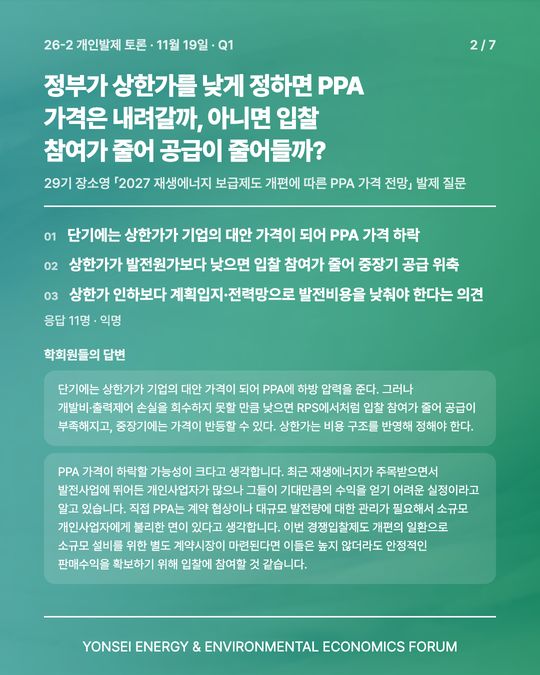 26-2 개인발제 토론 · 11월 19일 · Q1
2 / 7
정부가 상한가를 낮게 정하면 PPA
가격은 내려갈까, 아니면 입찰
참여가 줄어 공급이 줄어들까?
29기 장소영 「2027 재생에너지 보급제도 개편에 따른 PPA 가격 전망」 발제 질문
01 단기에는 상한가가 기업의 대안 가격이 되어 PPA 가격 하락
02 상한가가 발전원가보다 낮으면 입찰 참여가 줄어 중장기 공급 위축
03 상한가 인하보다 계획입지·전력망으로 발전비용을 낮춰야 한다는 의견
응답 11명 · 익명
학회원들의 답변
단기에는 상한가가 기업의 대안 가격이 되어 PPA에 하방 압력을 준다. 그러나
개발비·출력제어 손실을 회수하지 못할 만큼 낮으면 RPS에서처럼 입찰 참여가 줄어 공급이
부족해지고, 중장기에는 가격이 반등할 수 있다. 상한가는 비용 구조를 반영해 정해야 한다.
PPA 가격이 하락할 가능성이 크다고 생각합니다. 최근 재생에너지가 주목받으면서
발전사업에 뛰어든 개인사업자가 많으나 그들이 기대만큼의 수익을 얻기 어려운 실정이라고
알고 있습니다. 직접 PPA는 계약 협상이나 대규모 발전량에 대한 관리가 필요해서 소규모
개인사업자에게 불리한 면이 있다고 생각합니다. 이번 경쟁입찰제도 개편의 일환으로
소규모 설비를 위한 별도 계약시장이 마련된다면 이들은 높지 않더라도 안정적인
판매수익을 확보하기 위해 입찰에 참여할 것 같습니다.
YONSEI ENERGY & ENVIRONMENTAL ECONOMICS FORUM